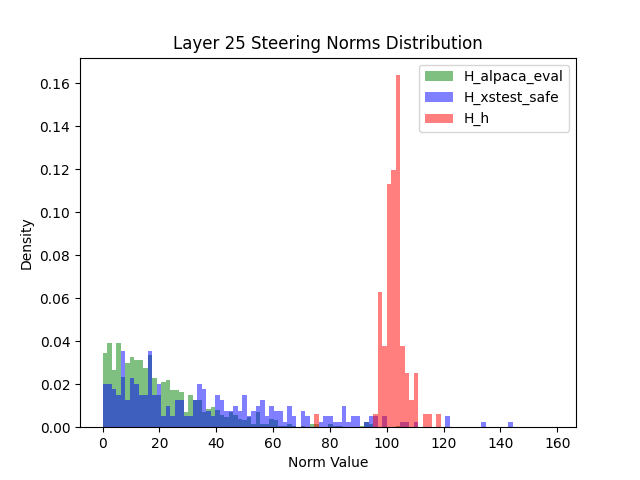 Layer 25 Steering Norms Distribution
H_alpaca_eval
H_xstest_safe
H_h
Density
0.16
0.14
0.12
0.10
0.08
0.06
0.04
0.02
0.00
0 20 40 60 80 100 120 140 160
Norm Value